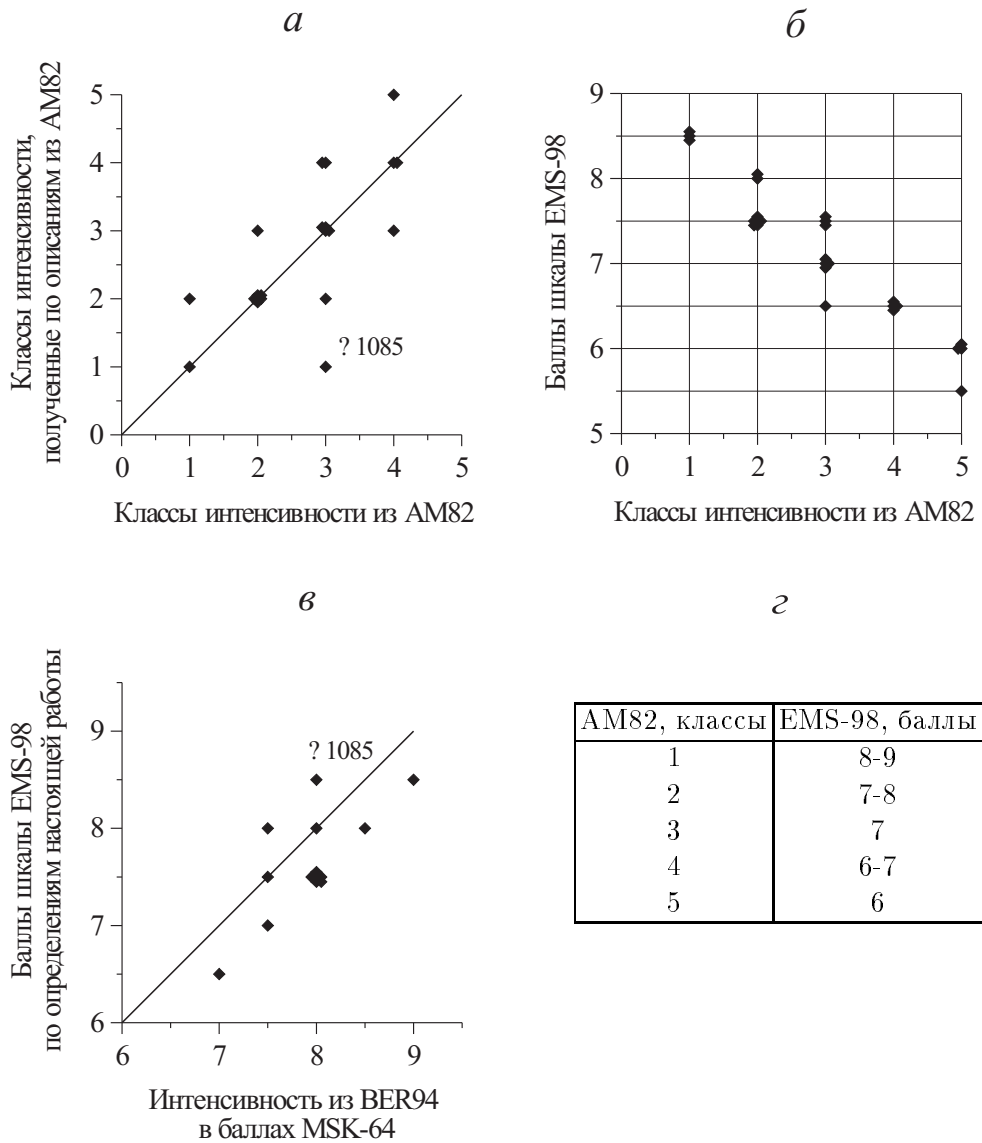 а
Классы интенсивности,
полученные по описаниям из AM82
5
4
3
2
1
0
? 1085
0 1 2 3 4 5
Классы интенсивности из AM82
б
Баллы шкалы EMS-98
9
8
7
6
5
0 1 2 3 4 5
Классы интенсивности из AM82
в
Баллы шкалы EMS-98
по определениям настоящей работы
9
8
7
6
? 1085
6 7 8 9
Интенсивность из BER94
в баллах MSK-64
г
AM82, классы EMS-98, баллы
1 8-9
2 7-8
3 7
4 6-7
5 6